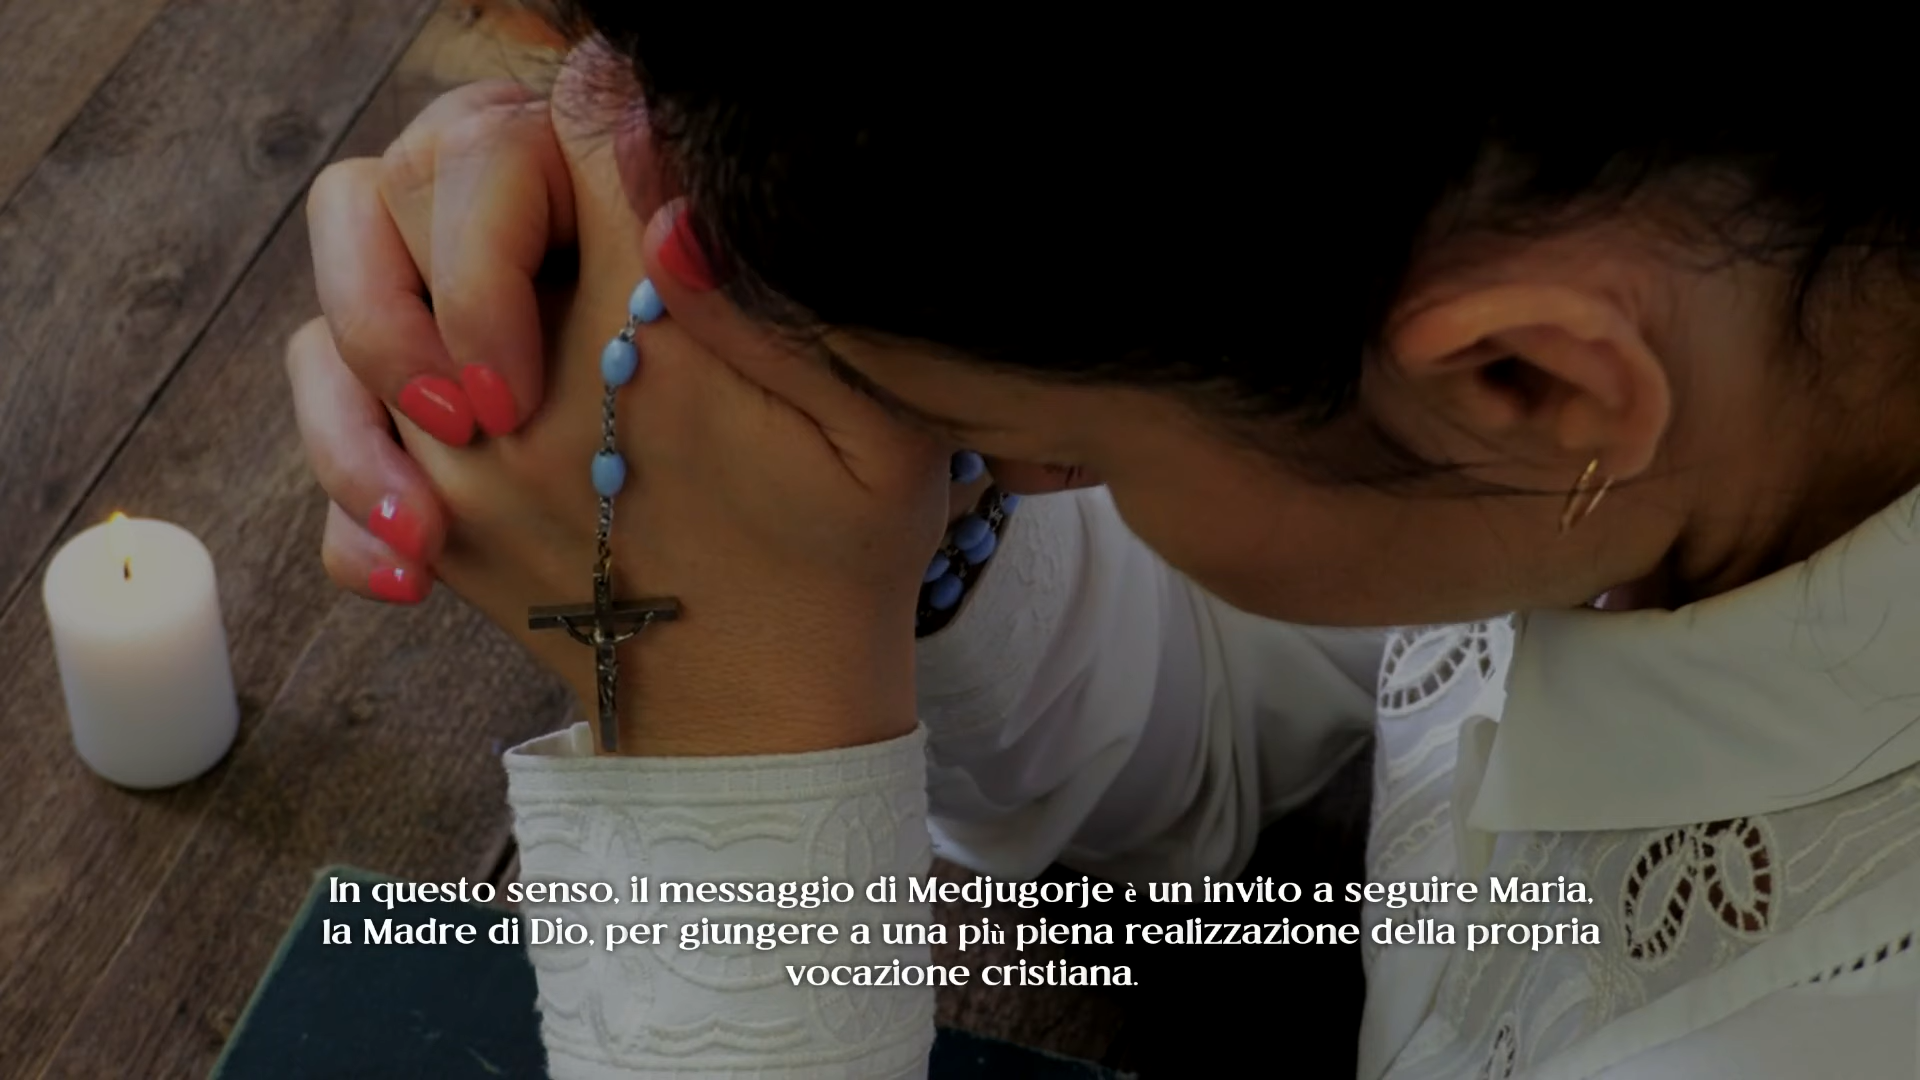 In questo senso, il messaggio di Medjugorje è un invito a seguire Maria,
la Madre di Dio, per giungere a una più piena realizzazione della propria
vocazione cristiana.